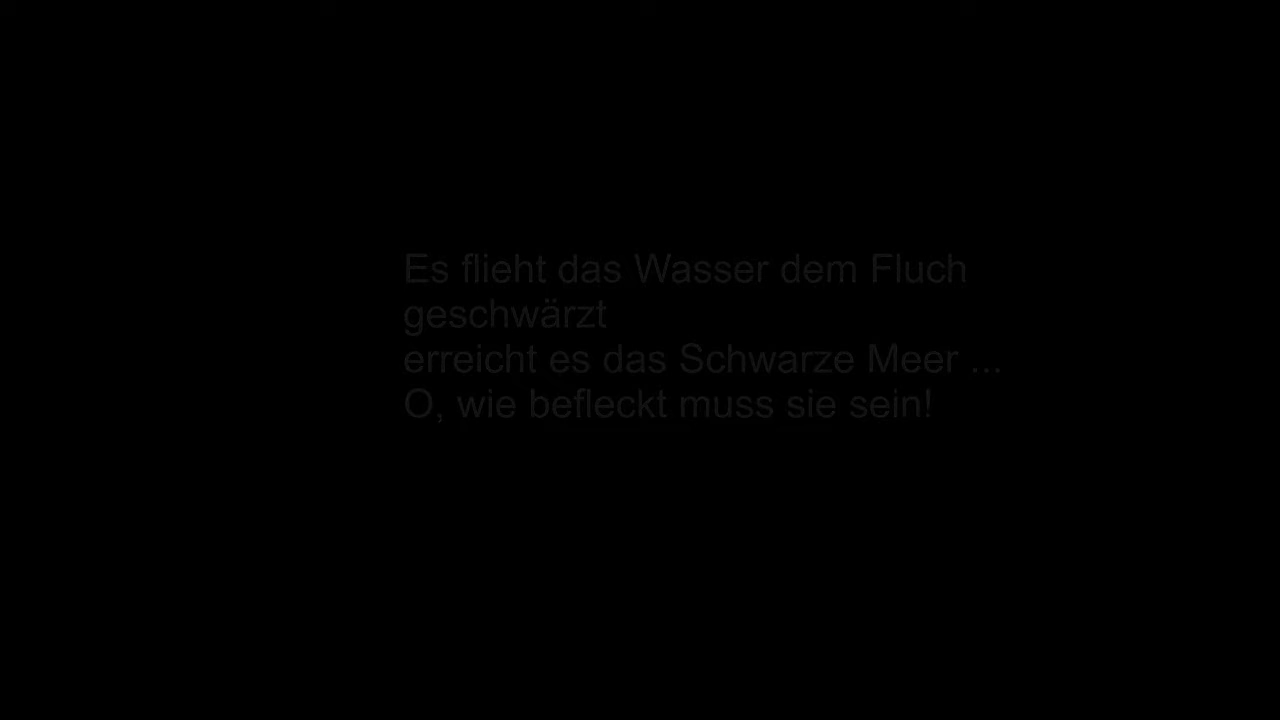 Es flieht das Wasser dem Fluch
geschwärzt
erreicht es das Schwarze Meer ...
O, wie befleckt muss sie sein!